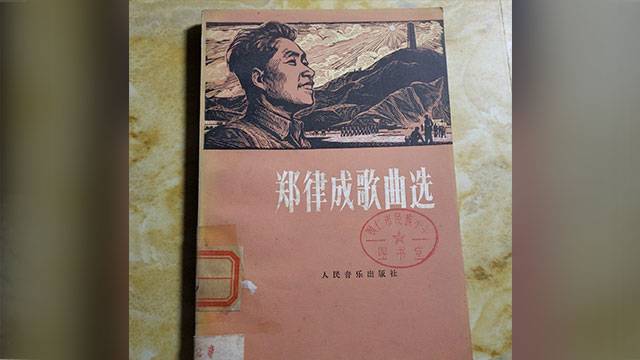 郑律成歌曲选
图书室
人民音乐出版社